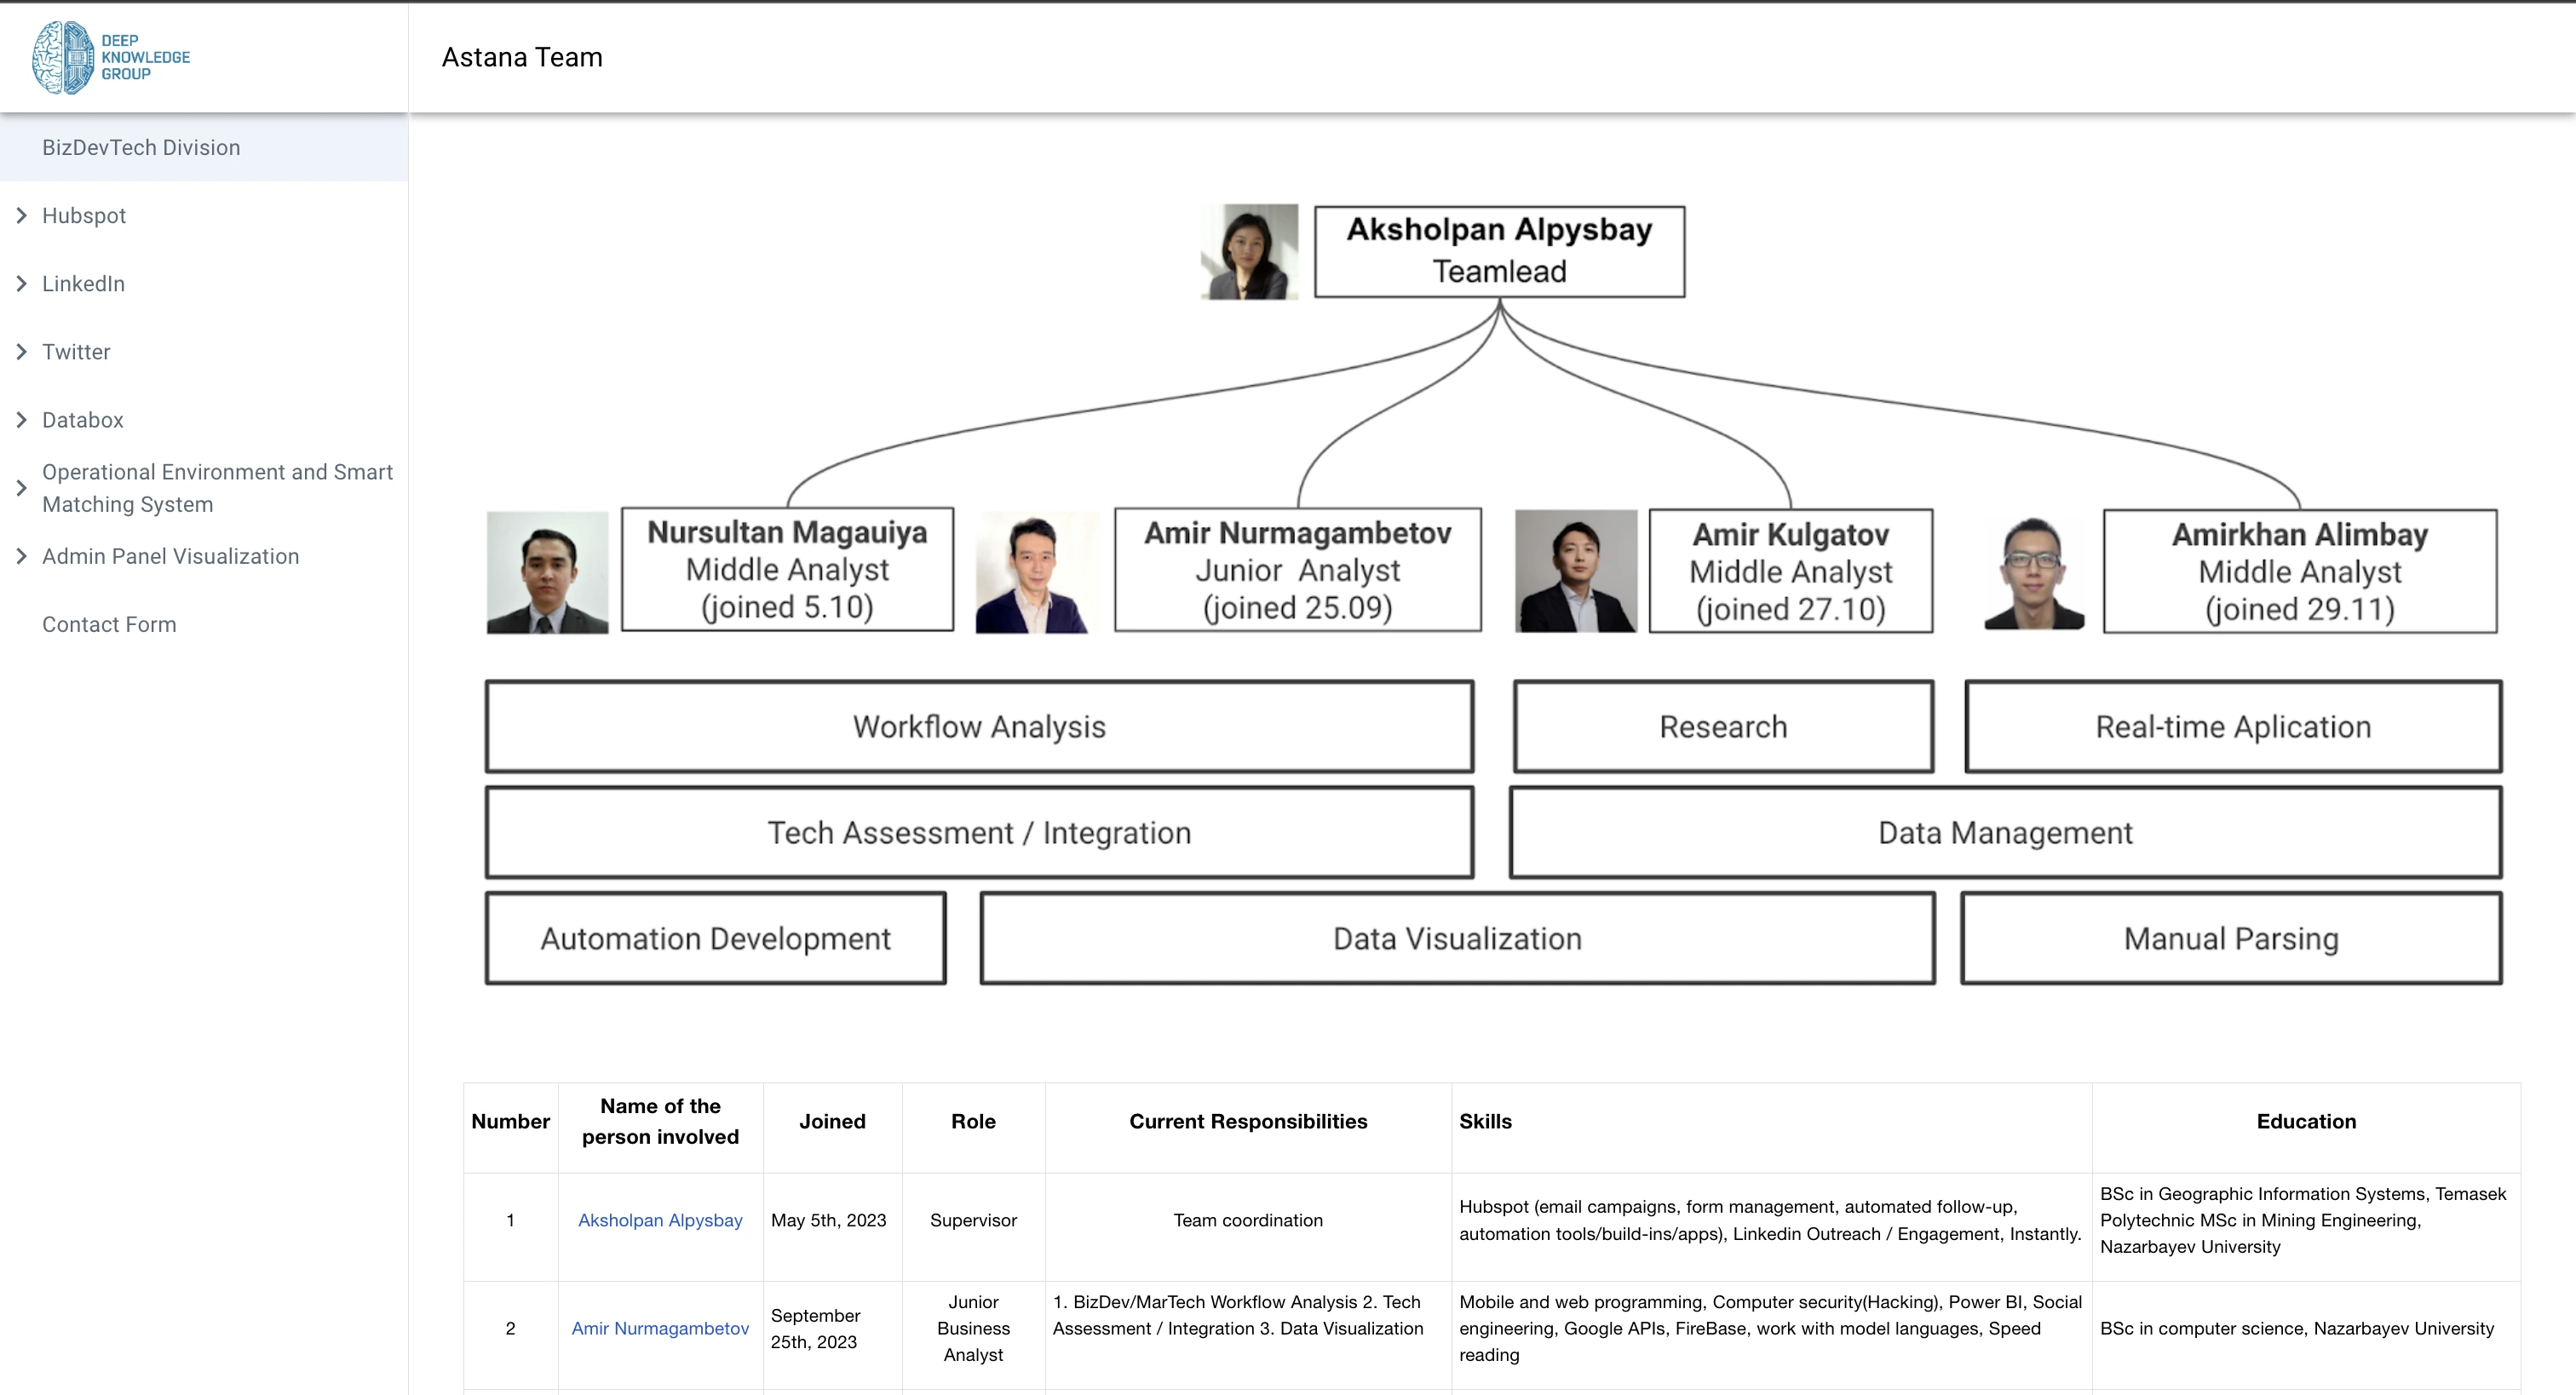 DEEP
KNOWLEDGE
GROUP
Astana Team
BizDevTech Division
Hubspot
LinkedIn
Twitter
Databox
Operational Environment and Smart
Matching System
Admin Panel Visualization
Contact Form
Aksholpan Alpysbay
Teamlead
Nursultan Magauiya
Middle Analyst
(joined 5.10)
Amir Nurmagambetov
Junior Analyst
(joined 25.09)
Amir Kulgatov
Middle Analyst
(joined 27.10)
Amirkhan Alimbay
Middle Analyst
(joined 29.11)
Workflow Analysis
Research
Real-time Aplication
Tech Assessment / Integration
Data Management
Automation Development
Data Visualization
Manual Parsing
Number
Name of the
person involved
Joined
Role
Current Responsibilities
Skills
Education
1
Aksholpan Alpysbay
May 5th, 2023
Supervisor
Team coordination
Hubspot (email campaigns, form management, automated follow-up,
automation tools/build-ins/apps), Linkedin Outreach / Engagement, Instantly.
BSc in Geographic Information Systems, Temasek
Polytechnic MSc in Mining Engineering,
Nazarbayev University
2
Amir Nurmagambetov
September
25th, 2023
Junior
Business
Analyst
1. BizDev/MarTech Workflow Analysis 2. Tech
Assessment / Integration 3. Data Visualization
Mobile and web programming, Computer security(Hacking), Power BI, Social
engineering, Google APIs, FireBase, work with model languages, Speed
reading
BSc in computer science, Nazarbayev University